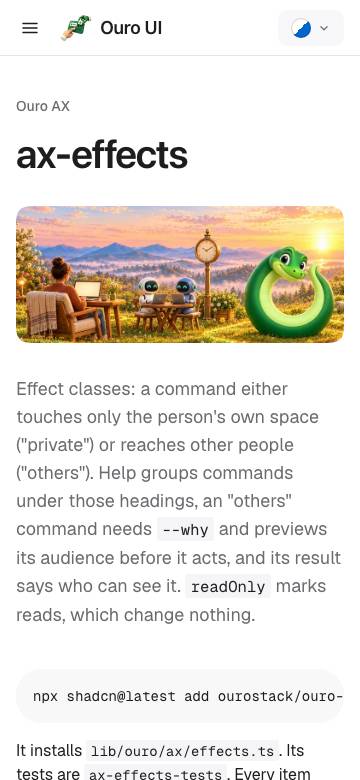 Ouro UI
Ouro AX
ax-effects
Effect classes: a command either
touches only the person's own space
("private") or reaches other people
("others"). Help groups commands
under those headings, an "others"
command needs --why and previews
its audience before it acts, and its result
says who can see it. readOnly marks
reads, which change nothing.
npx shadcn@latest add ourostack/ouro-
It installs lib/ouro/ax/effects.ts. Its
tests are ax-effects-tests. Every item